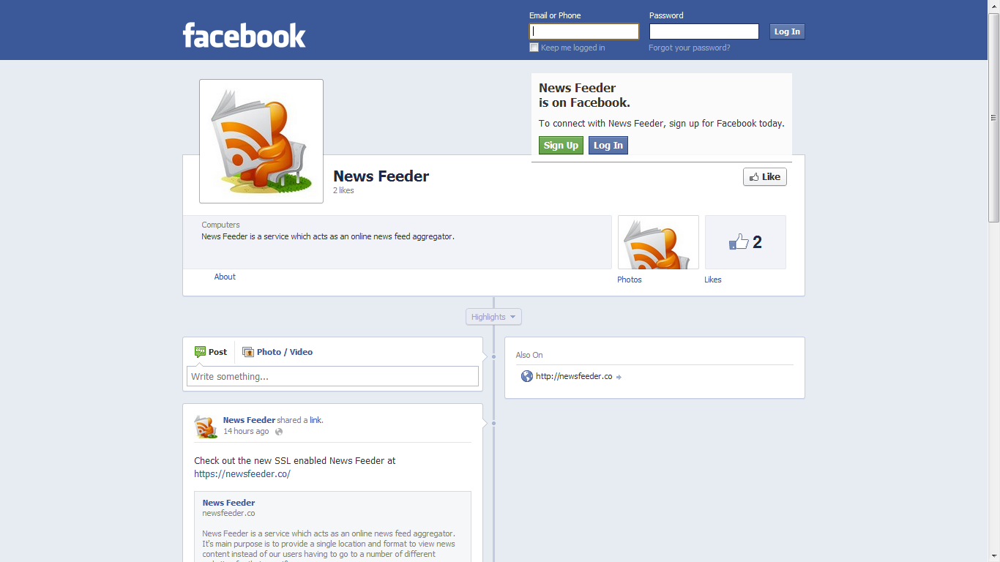 facebook
Email or Phone
Password
Log In
Keep me logged in
Forgot your password?
News Feeder
is on Facebook.
To connect with News Feeder, sign up for Facebook today.
Sign Up Log In
News Feeder
2 likes
Like
Computers
News Feeder is a service which acts as an online news feed aggregator.
About
Photos
2
Likes
Highlights
Post
Photo / Video
Write something...
Also On
http://newsfeeder.co
News Feeder shared a link.
14 hours ago
Check out the new SSL enabled News Feeder at
https://newsfeeder.co/
News Feeder
newsfeeder.co
News Feeder is a service which acts as an online news feed aggregator.
It's main purpose is to provide a single location and format to view news
content instead of our users having to go to a number of different